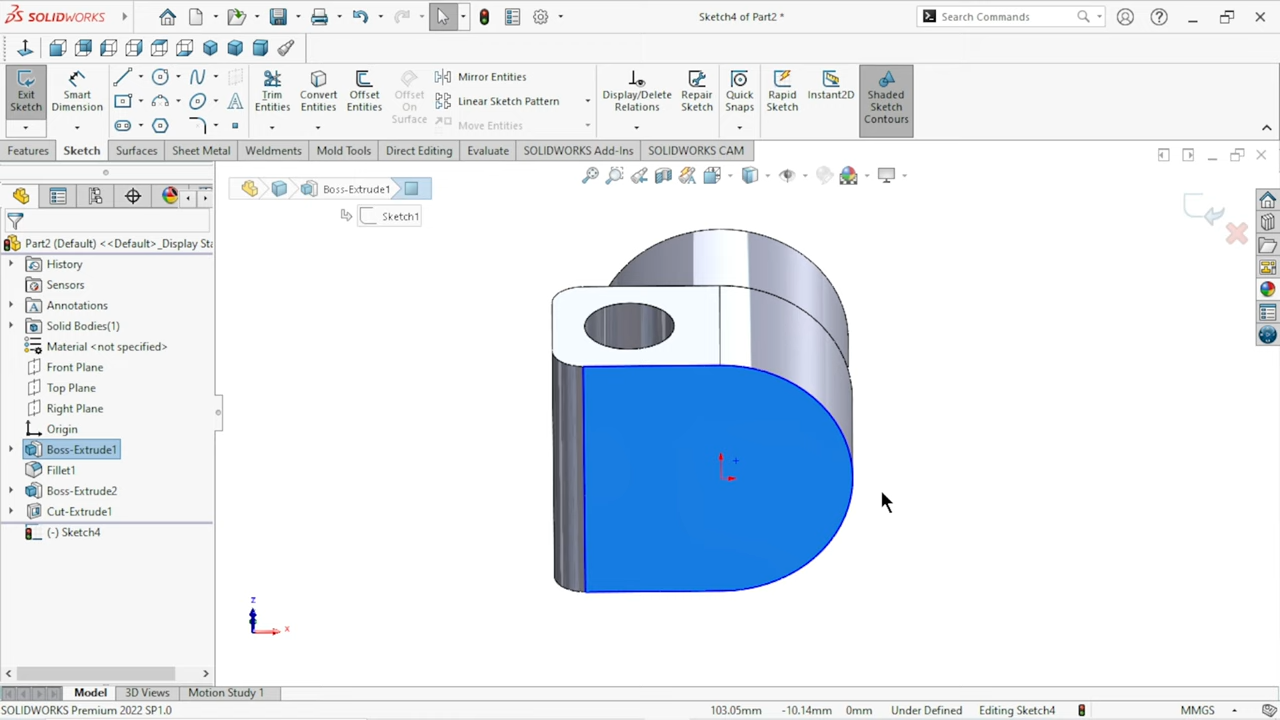 SOLIDWORKS
Sketch4 of Part2 *
Search Commands
Exit Sketch
Smart Dimension
Trim Entities
Convert Entities
Offset Entities
Offset On Surface
Mirror Entities
Linear Sketch Pattern
Move Entities
Display/Delete Relations
Repair Sketch
Quick Snaps
Rapid Sketch
Instant2D
Shaded Sketch Contours
Features
Sketch
Surfaces
Sheet Metal
Weldments
Mold Tools
Direct Editing
Evaluate
SOLIDWORKS Add-Ins
SOLIDWORKS CAM
Boss-Extrude1
Sketch1
Part2 (Default) <<Default>_Display Sta
History
Sensors
Annotations
Solid Bodies(1)
Material <not specified>
Front Plane
Top Plane
Right Plane
Origin
Boss-Extrude1
Fillet1
Boss-Extrude2
Cut-Extrude1
(-) Sketch4
z
x
Model
3D Views
Motion Study 1
SOLIDWORKS Premium 2022 SP1.0
103.05mm
-10.14mm
0mm
Under Defined
Editing Sketch4
MMGS